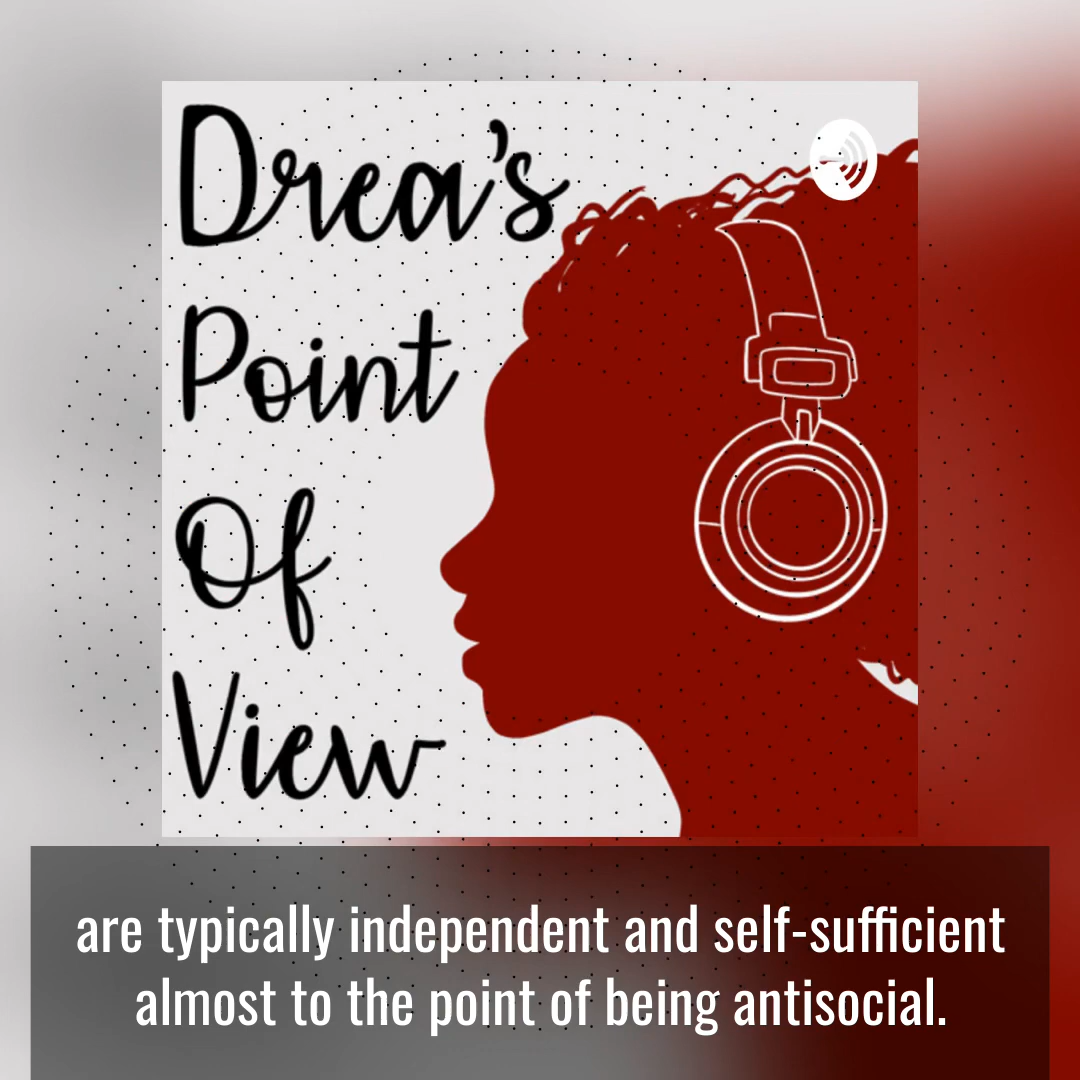 Drea's
Point
Of
View
are typically independent and self-sufficient
almost to the point of being antisocial.